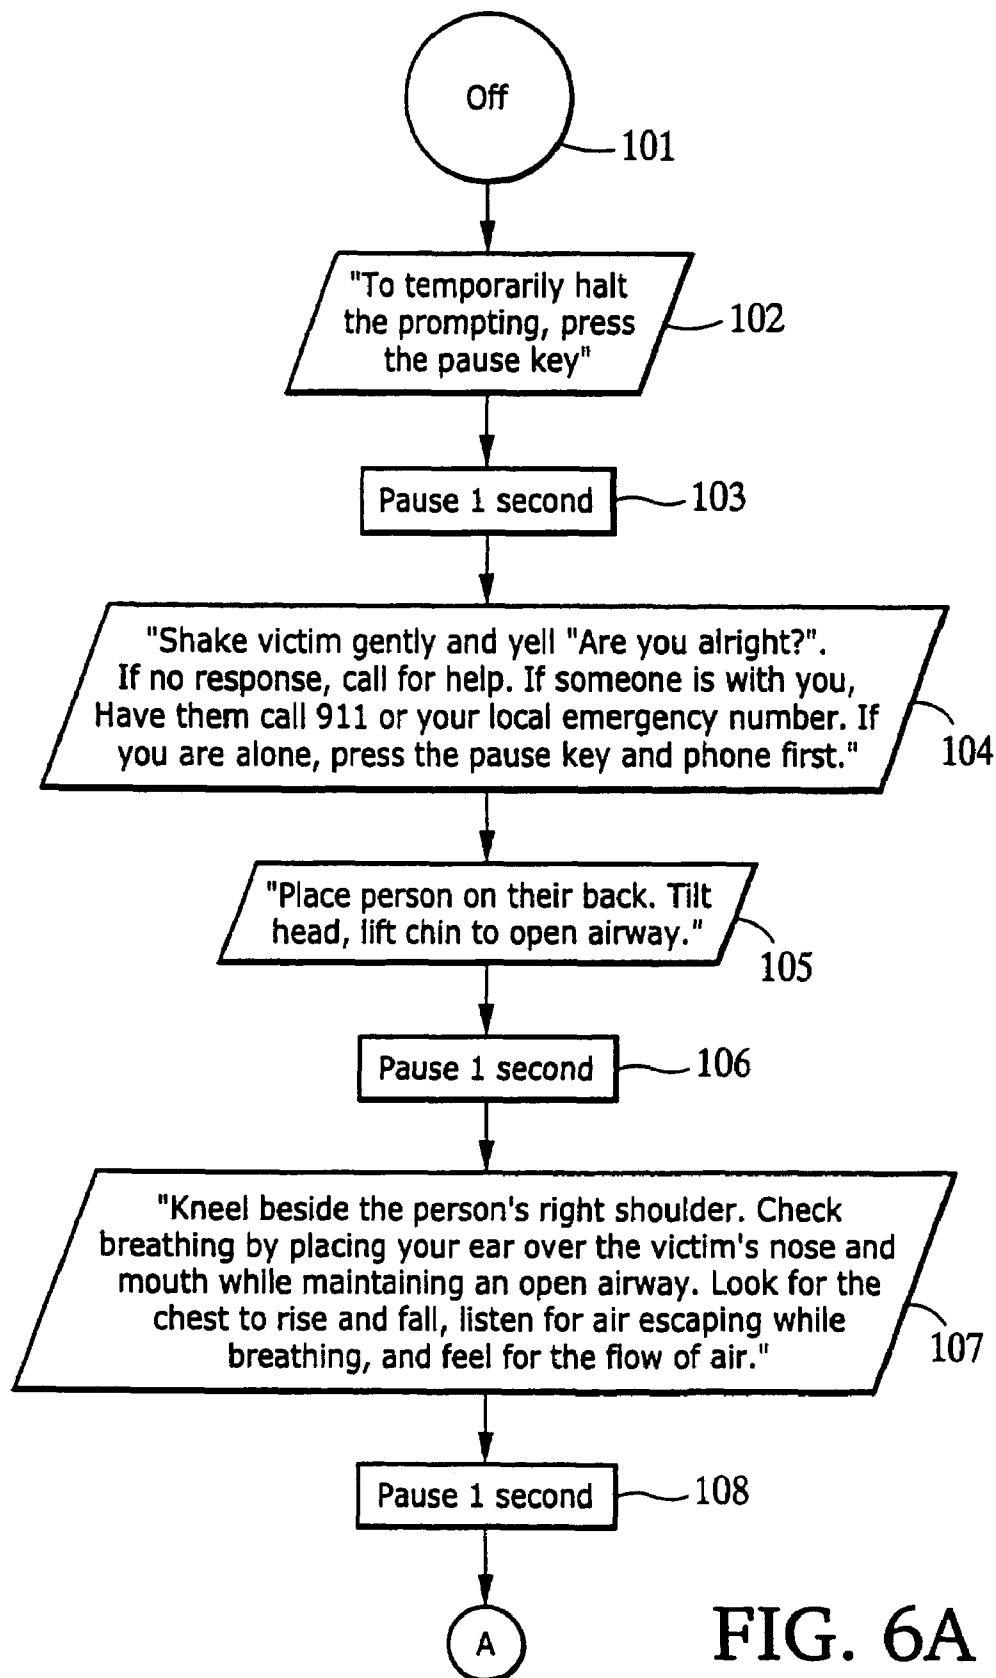 Off
101
"To temporarily halt
the prompting, press
the pause key"
102
Pause 1 second
103
"Shake victim gently and yell "Are you alright?".
If no response, call for help. If someone is with you,
Have them call 911 or your local emergency number. If
you are alone, press the pause key and phone first."
104
"Place person on their back. Tilt
head, lift chin to open airway."
105
Pause 1 second
106
"Kneel beside the person's right shoulder. Check
breathing by placing your ear over the victim's nose and
mouth while maintaining an open airway. Look for the
chest to rise and fall, listen for air escaping while
breathing, and feel for the flow of air."
107
Pause 1 second
108
A
FIG. 6A